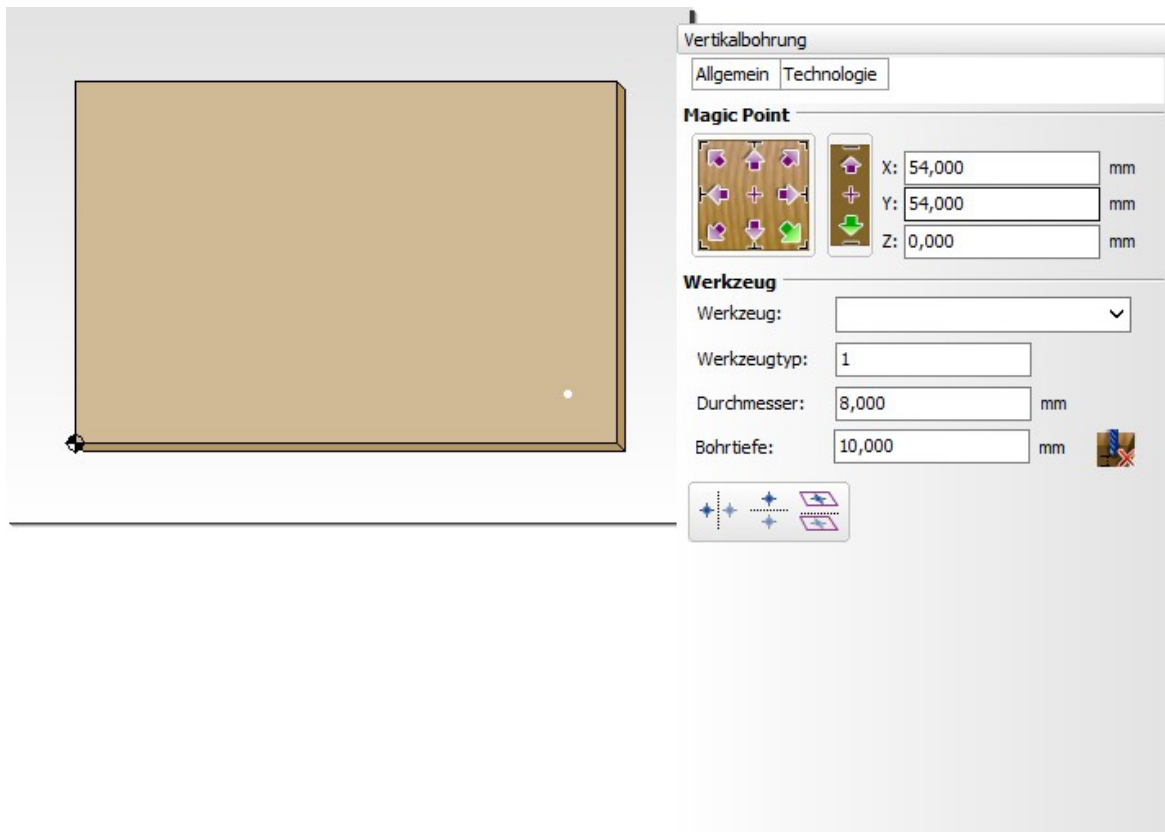 Vertikalbohrung
Allgemein Technologie
Magic Point
X: 54,000 mm
Y: 54,000 mm
Z: 0,000 mm
Werkzeug
Werkzeug:
Werkzeugtyp: 1
Durchmesser: 8,000 mm
Bohrtiefe: 10,000 mm